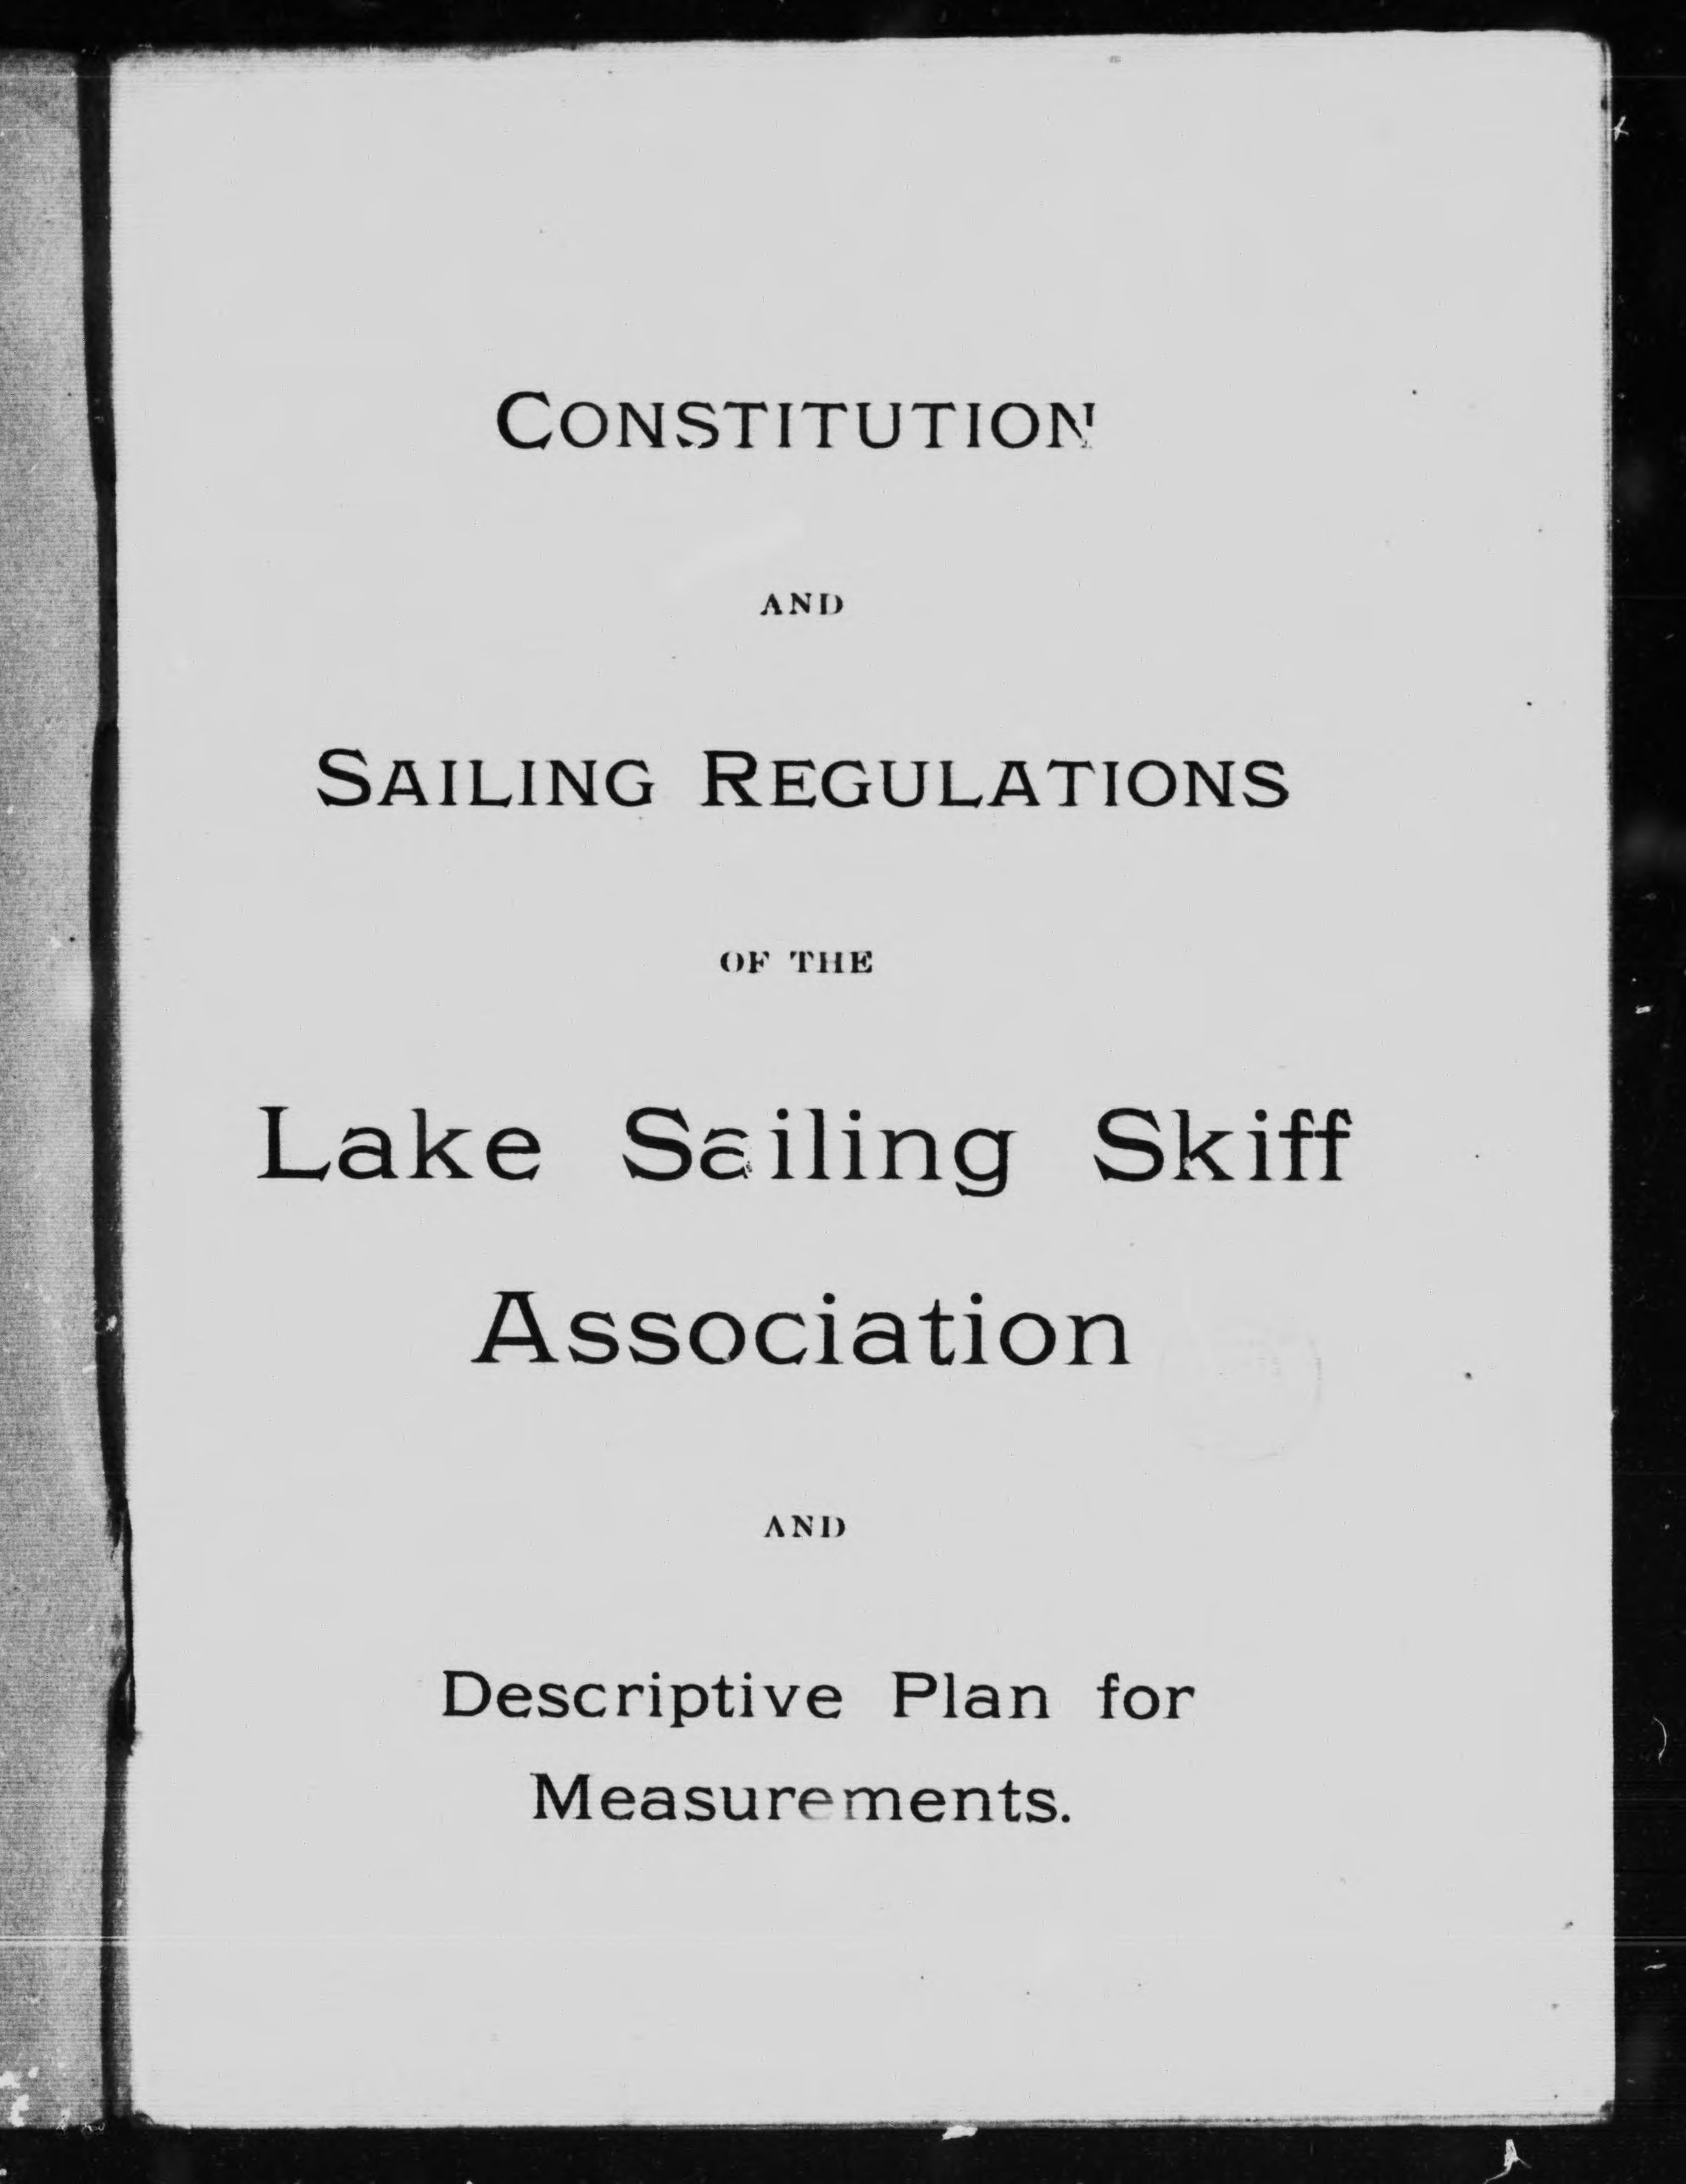 CONSTITUTION
AND
SAILING REGULATIONS
OF THE
Lake Sailing Skiff
Association
AND
Descriptive Plan for
Measurements.